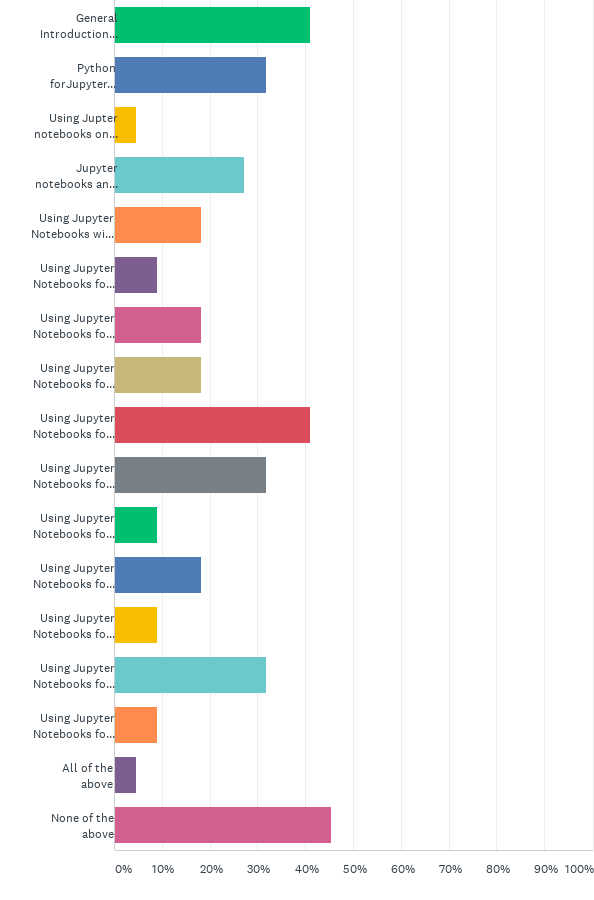 General
Introduction...
Python
forJupyter...
Using Jupter
notebooks on...
Jupyter
notebooks an...
Using Jupyter
Notebooks wi...
Using Jupyter
Notebooks fo...
Using Jupyter
Notebooks fo...
Using Jupyter
Notebooks fo...
Using Jupyter
Notebooks fo...
Using Jupyter
Notebooks fo...
Using Jupyter
Notebooks fo...
Using Jupyter
Notebooks fo...
Using Jupyter
Notebooks fo...
Using Jupyter
Notebooks fo...
Using Jupyter
Notebooks fo...
All of the
above
None of the
above
0% 10% 20% 30% 40% 50% 60% 70% 80% 90% 100%